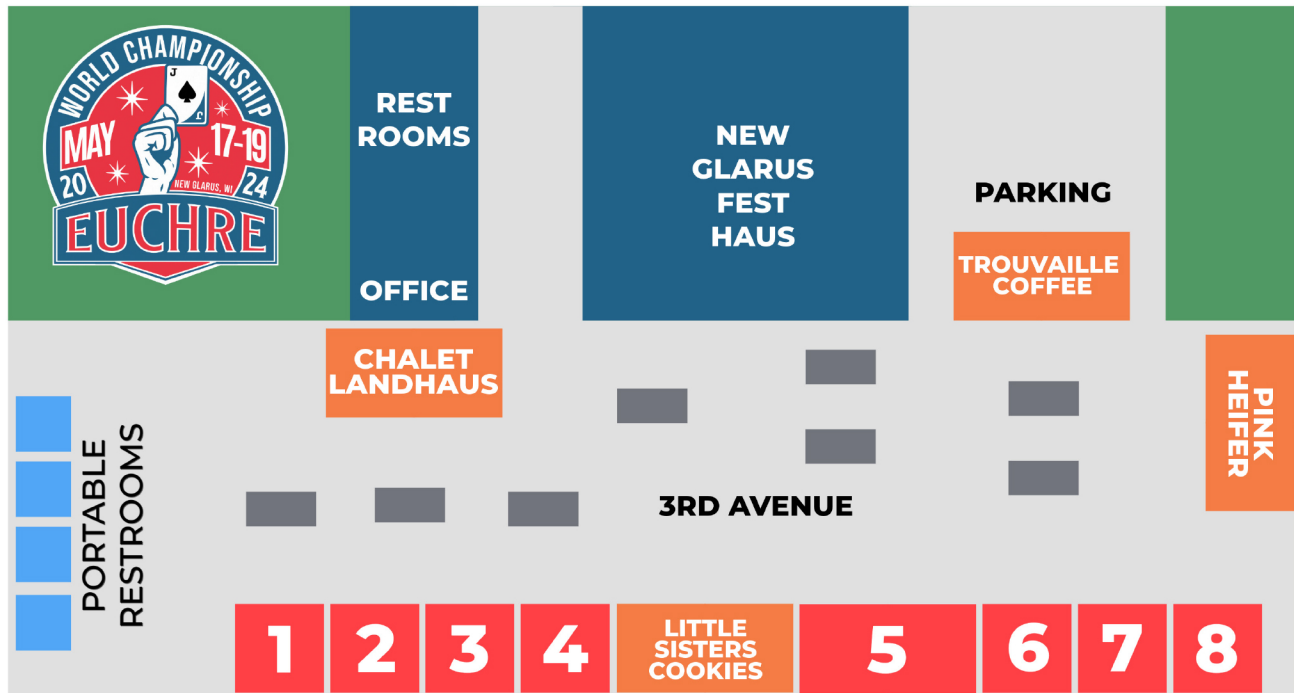 WORLD CHAMPIONSHIP
J
J
MAY 17-19
20 24
NEW GLARUS, WI
EUCHRE
REST
ROOMS
OFFICE
NEW
GLARUS
FEST
HAUS
PARKING
TROUVAILLE
COFFEE
CHALET
LANDHAUS
PINK
HEIFER
PORTABLE
RESTROOMS
3RD AVENUE
1 2 3 4
LITTLE
SISTERS
COOKIES
5 6 7 8